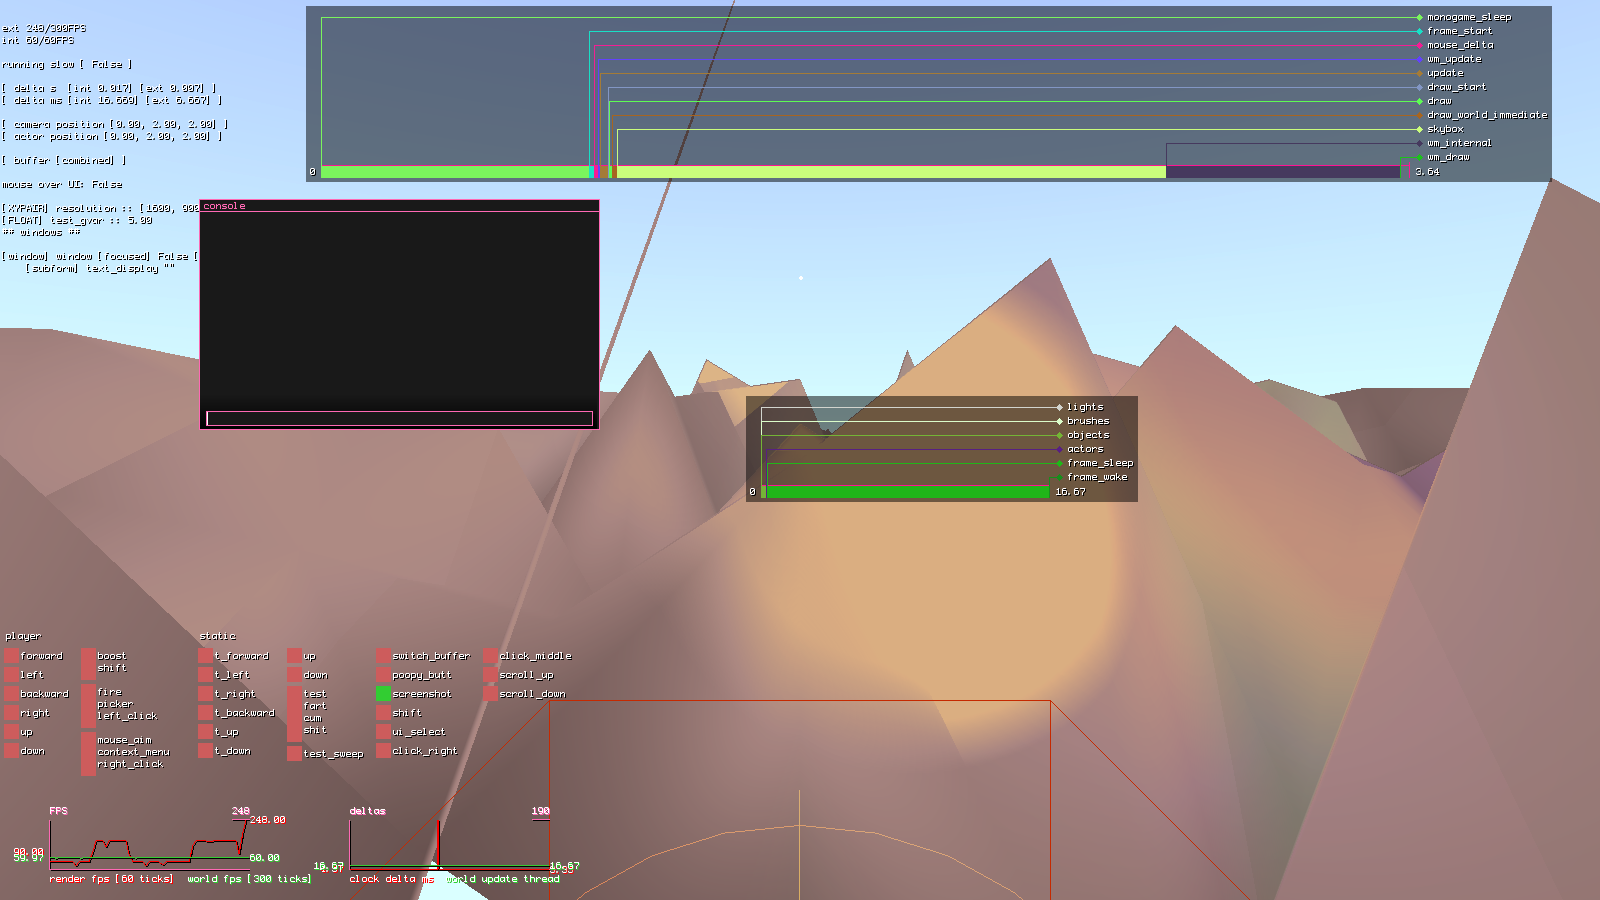 ext 248/300FPS
int 60/60FPS
running slow [ False ]
[ delta s  [int 0.017] [ext 0.007] ]
[ delta ms [int 16.669] [ext 6.667] ]
[ camera position [0.00, 2.00, 2.00] ]
[ actor position [0.00, 2.00, 2.00] ]
[ buffer [combined] ]
mouse over UI: False
[XYPAIR] resolution :: [1600, 900
[FLOAT] test_gvar :: 5.00
** windows **
[window] window [focused] False [
[subform] text_display ""
monogame_sleep
frame_start
mouse_delta
wm_update
update
draw_start
draw
draw_world_immediate
skybox
wm_internal
wm_draw
0
3.64
console
lights
brushes
objects
actors
frame_sleep
frame_wake
0
16.67
player
forward
left
backward
right
up
down
boost
shift
fire
picker
left_click
mouse_aim
context_menu
right_click
static
t_forward
t_left
t_right
t_backward
t_up
t_down
up
down
test
fart
cum
shit
test_sweep
switch_buffer
poopy_butt
screenshot
shift
ui_select
click_right
click_middle
scroll_up
scroll_down
FPS
248
248.00
90.00
59.97
60.00
render fps [60 ticks]
world fps [300 ticks]
deltas
190
16.67
16.67
clock delta ms
world update thread